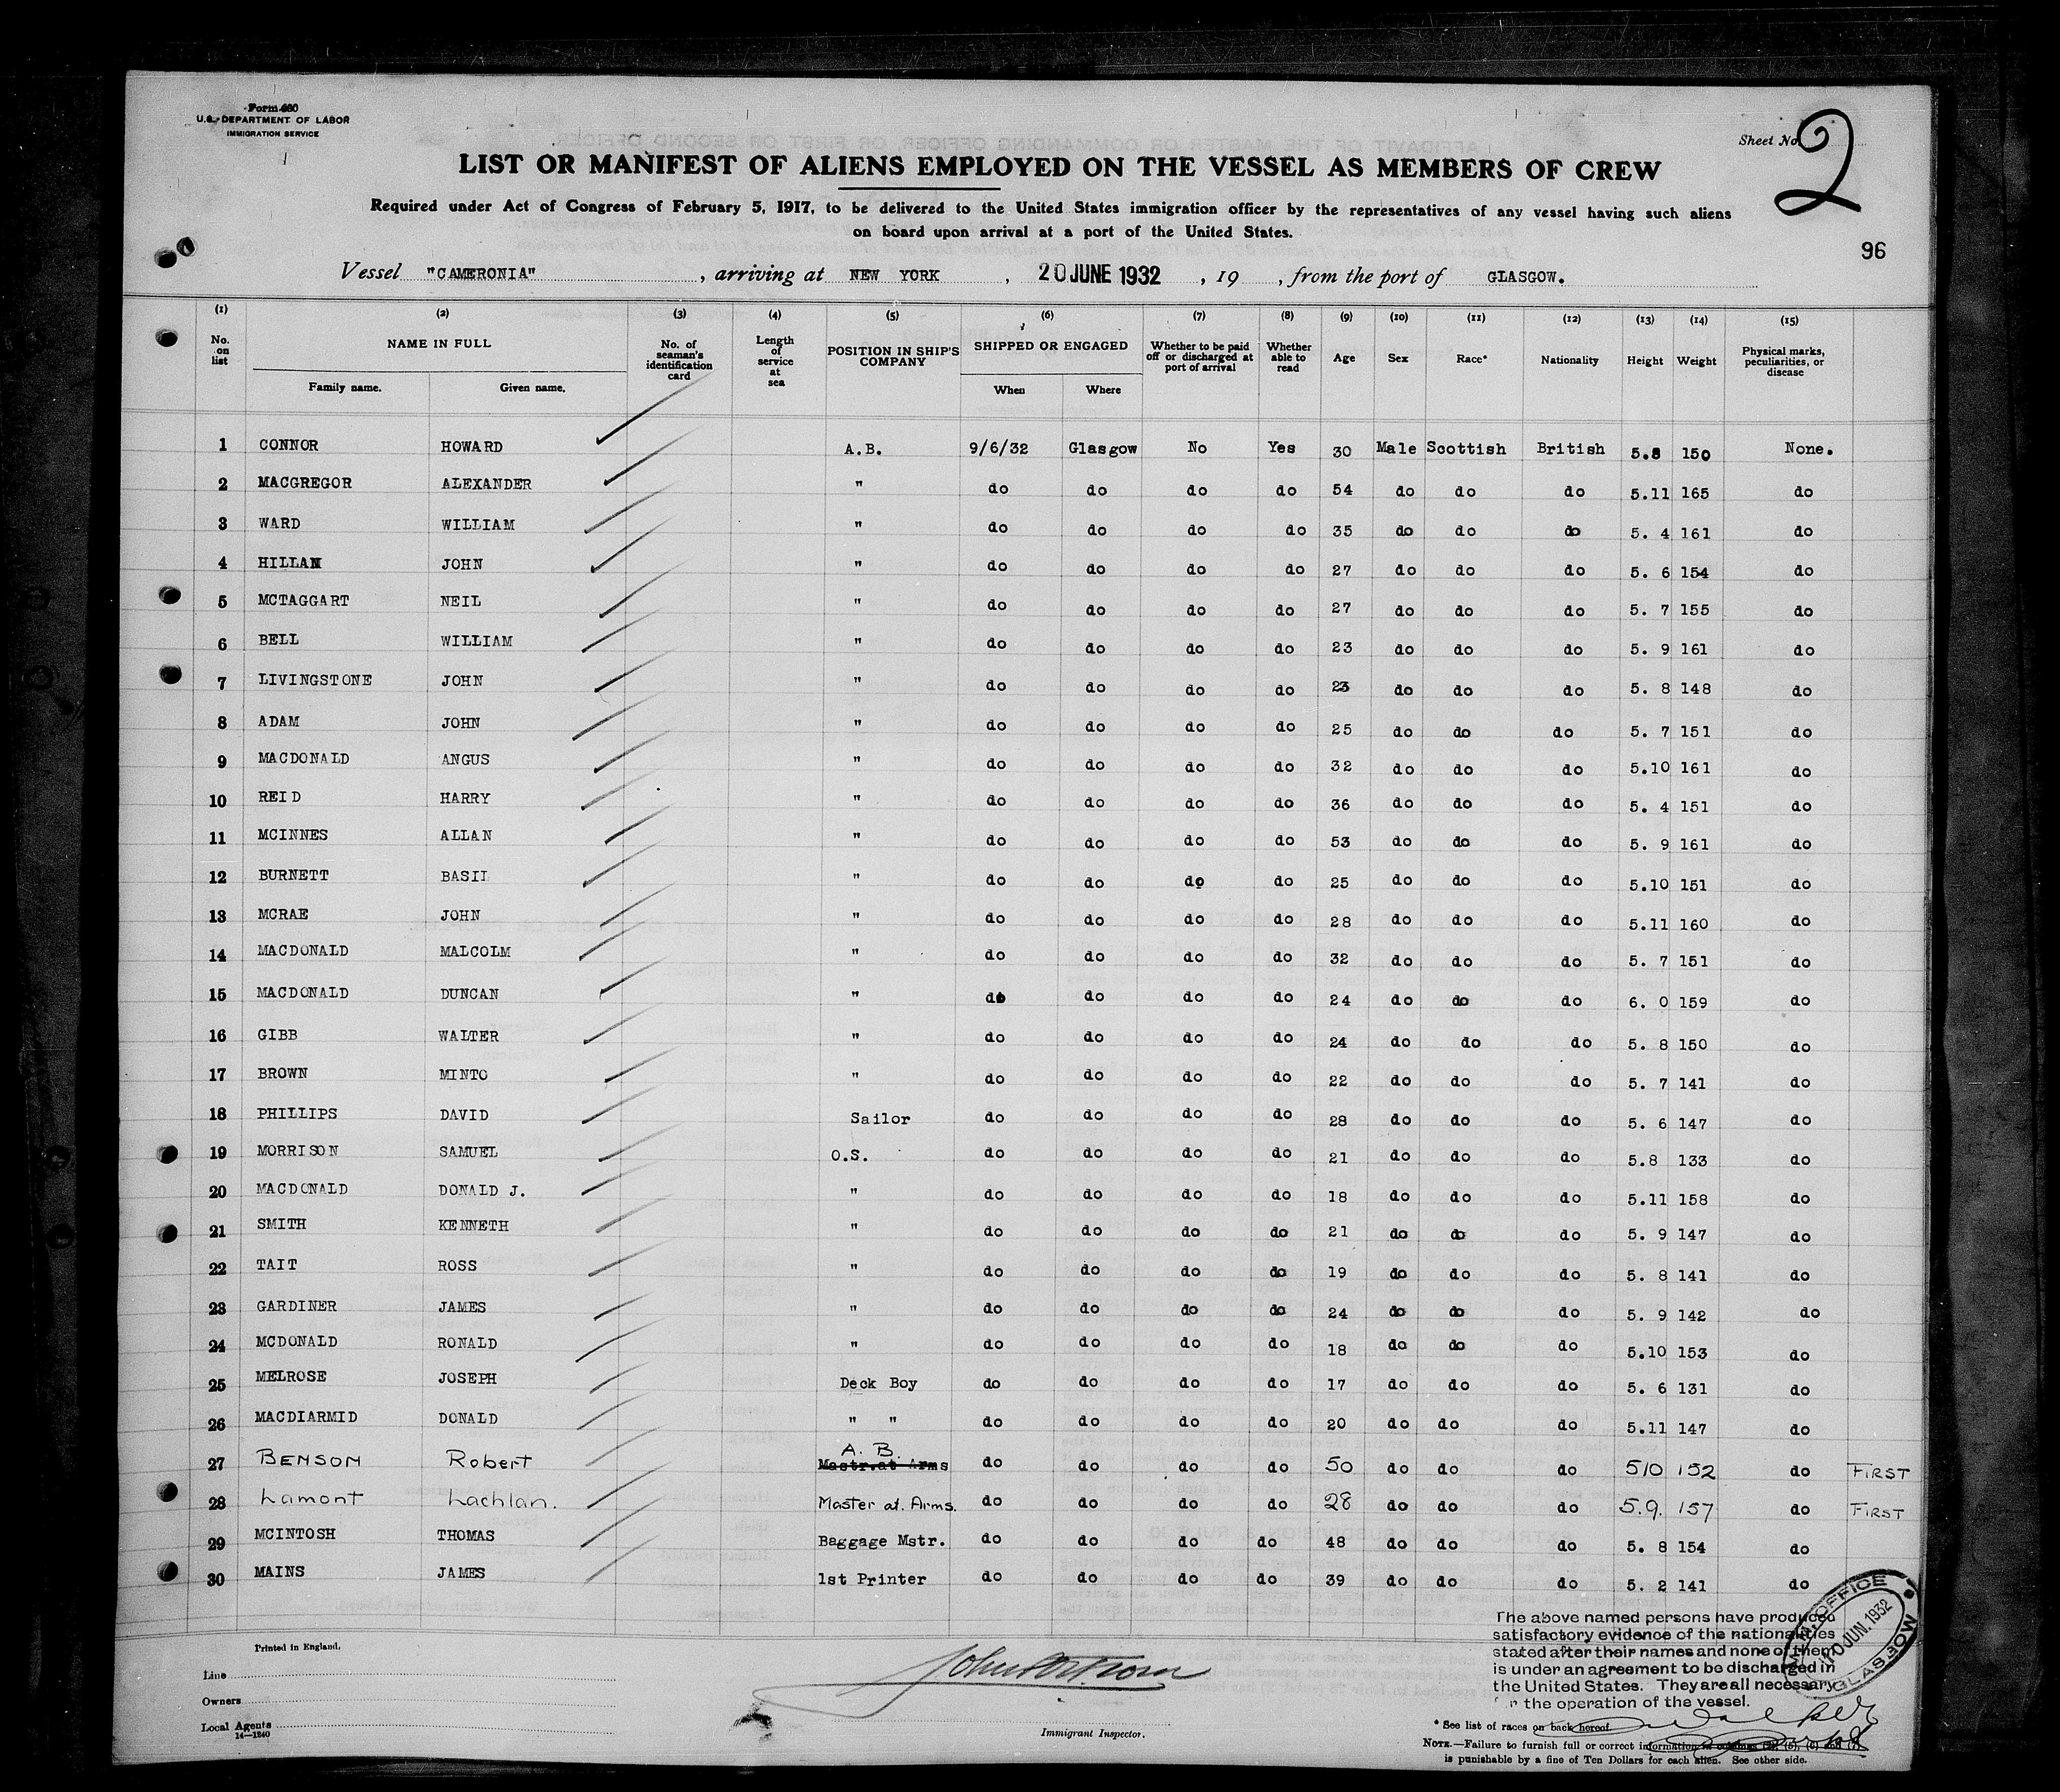 Form 680
U.S. DEPARTMENT OF LABOR
IMMIGRATION SERVICE
Sheet No. 2
LIST OR MANIFEST OF ALIENS EMPLOYED ON THE VESSEL AS MEMBERS OF CREW
Required under Act of Congress of February 5, 1917, to be delivered to the United States immigration officer by the representatives of any vessel having such aliens
on board upon arrival at a port of the United States.
96
Vessel "CAMERONIA", arriving at NEW YORK, 20 JUNE 1932, 19, from the port of GLASGOW.
(1) (2) (3) (4) (5) (6) (7) (8) (9) (10) (11) (12) (13) (14) (15)
No. on list NAME IN FULL Family name. Given name. No. of seaman's identification card Length of service at sea POSITION IN SHIP'S COMPANY SHIPPED OR ENGAGED When Where Whether to be paid off or discharged at port of arrival Whether able to read Age Sex Race* Nationality Height Weight Physical marks, peculiarities, or disease
1 CONNOR HOWARD A.B. 9/6/32 Glasgow No Yes 30 Male Scottish British 5.8 150 None.
2 MACGREGOR ALEXANDER " do do do do 54 do do do 5.11 165 do
3 WARD WILLIAM " do do do do 35 do do do 5. 4 161 do
4 HILLAN JOHN " do do do do 27 do do do 5. 6 154 do
5 MCTAGGART NEIL " do do do do 27 do do do 5. 7 155 do
6 BELL WILLIAM " do do do do 23 do do do 5. 9 161 do
7 LIVINGSTONE JOHN " do do do do 23 do do do 5. 8 148 do
8 ADAM JOHN " do do do do 25 do do do 5. 7 151 do
9 MACDONALD ANGUS " do do do do 32 do do do 5.10 161 do
10 REID HARRY " do do do do 36 do do do 5. 4 151 do
11 MCINNES ALLAN " do do do do 53 do do do 5. 9 161 do
12 BURNETT BASIL " do do do do 25 do do do 5.10 151 do
13 MCRAE JOHN " do do do do 28 do do do 5.11 160 do
14 MACDONALD MALCOLM " do do do do 32 do do do 5. 7 151 do
15 MACDONALD DUNCAN " do do do do 24 do do do 6. 0 159 do
16 GIBB WALTER " do do do do 24 do do do 5. 8 150 do
17 BROWN MINTO " do do do do 22 do do do 5. 7 141 do
18 PHILLIPS DAVID Sailor do do do do 28 do do do 5. 6 147 do
19 MORRISON SAMUEL O.S. do do do do 21 do do do 5.8 133 do
20 MACDONALD DONALD J. " do do do do 18 do do do 5.11 158 do
21 SMITH KENNETH " do do do do 21 do do do 5. 9 147 do
22 TAIT ROSS " do do do do 19 do do do 5. 8 141 do
23 GARDINER JAMES " do do do do 24 do do do 5. 9 142 do
24 MCDONALD RONALD " do do do do 18 do do do 5.10 153 do
25 MELROSE JOSEPH Deck Boy do do do do 17 do do do 5. 6 131 do
26 MACDIARMID DONALD " " do do do do 20 do do do 5.11 147 do
27 BENSON Robert A. B. Mastr.at Arms do do do do 50 do do do 510 152 do FIRST
28 Lamont Lachlan. Master at. Arms. do do do do 28 do do do 5.9. 157 do FIRST
29 MCINTOSH THOMAS Baggage Mstr. do do do do 48 do do do 5. 8 154 do
30 MAINS JAMES 1st Printer do do do do 39 do do do 5. 2 141 do
The above named persons have produced
satisfactory evidence of the nationalities
stated after their names and none of them
is under an agreement to be discharged in
the United States. They are all necessary
for the operation of the vessel.
OFFICE GLASGOW JUN. 1932
Printed in England.
Line
Owners
Local Agents
14—1240
Immigrant Inspector.
* See list of races on back hereof.
NOTE.—Failure to furnish full or correct information in columns (2), (5), (6) and (7)
is punishable by a fine of Ten Dollars for each alien. See other side.